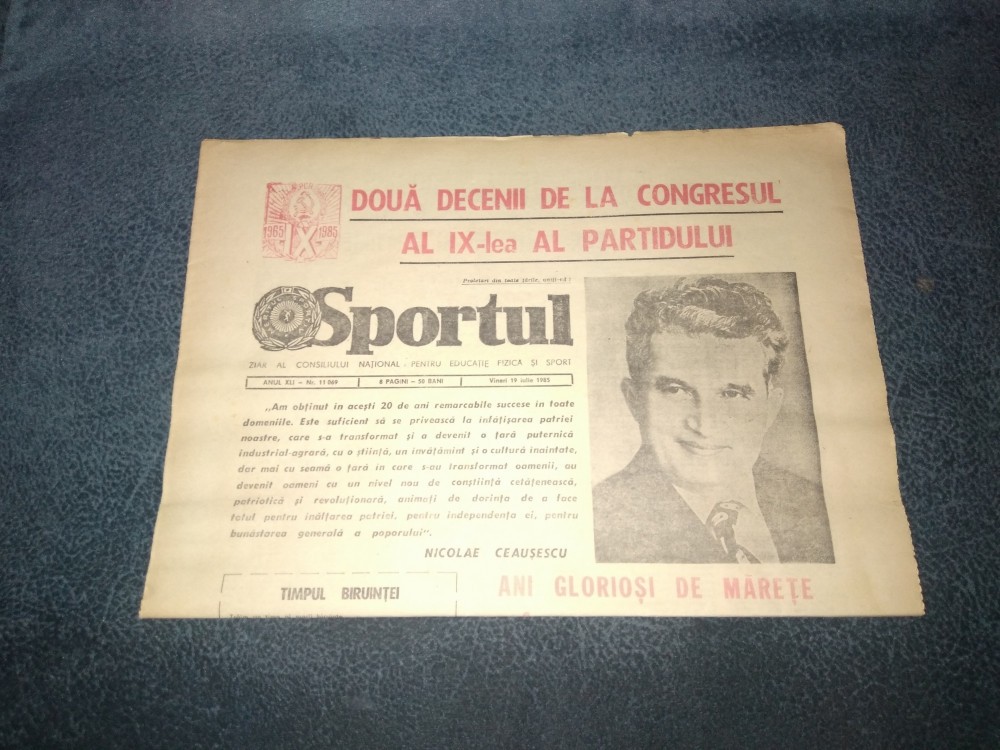 1965 IX 1985
DOUĂ DECENII DE LA CONGRESUL
AL IX-lea AL PARTIDULUI
Proletari din toate țările, uniți-vă!
Sportul
ZIAR AL CONSILIULUI NAȚIONAL PENTRU EDUCAȚIE FIZICĂ ȘI SPORT
ANUL XLI — Nr. 11 069
8 PAGINI — 50 BANI
Vineri 19 iulie 1985
„Am obținut în acești 20 de ani remarcabile succese în toate
domeniile. Este suficient să se privească la înfățișarea patriei
noastre, care s-a transformat și a devenit o țară puternică
industrial-agrară, cu o știință, un învățămînt și o cultură înaintate,
dar mai cu seamă o țară în care s-au transformat oamenii, au
devenit oameni cu un nivel nou de conștiință cetățenească,
patriotică și revoluționară, animați de dorința de a face
totul pentru înălțarea patriei, pentru independența ei, pentru
bunăstarea generală a poporului".
NICOLAE CEAUȘESCU
TIMPUL BIRUINȚEI
ANI GLORIOȘI DE MĂREȚE